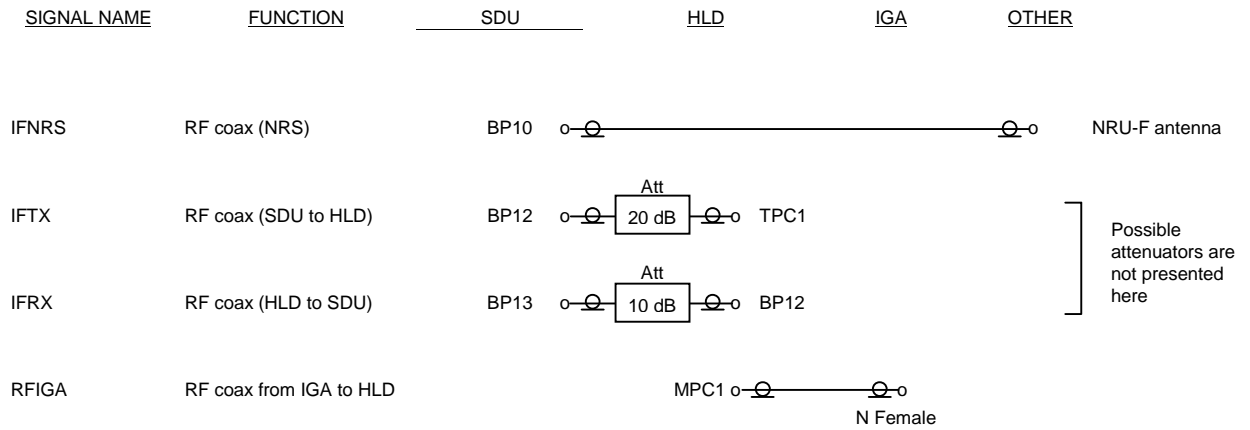 SIGNAL NAME FUNCTION SDU HLD IGA OTHER
IFNRS RF coax (NRS) BP10 NRU-F antenna
Att
IFTX RF coax (SDU to HLD) BP12 20 dB TPC1
Possible
attenuators are
not presented
here
Att
IFRX RF coax (HLD to SDU) BP13 10 dB BP12
RFIGA RF coax from IGA to HLD MPC1
N Female